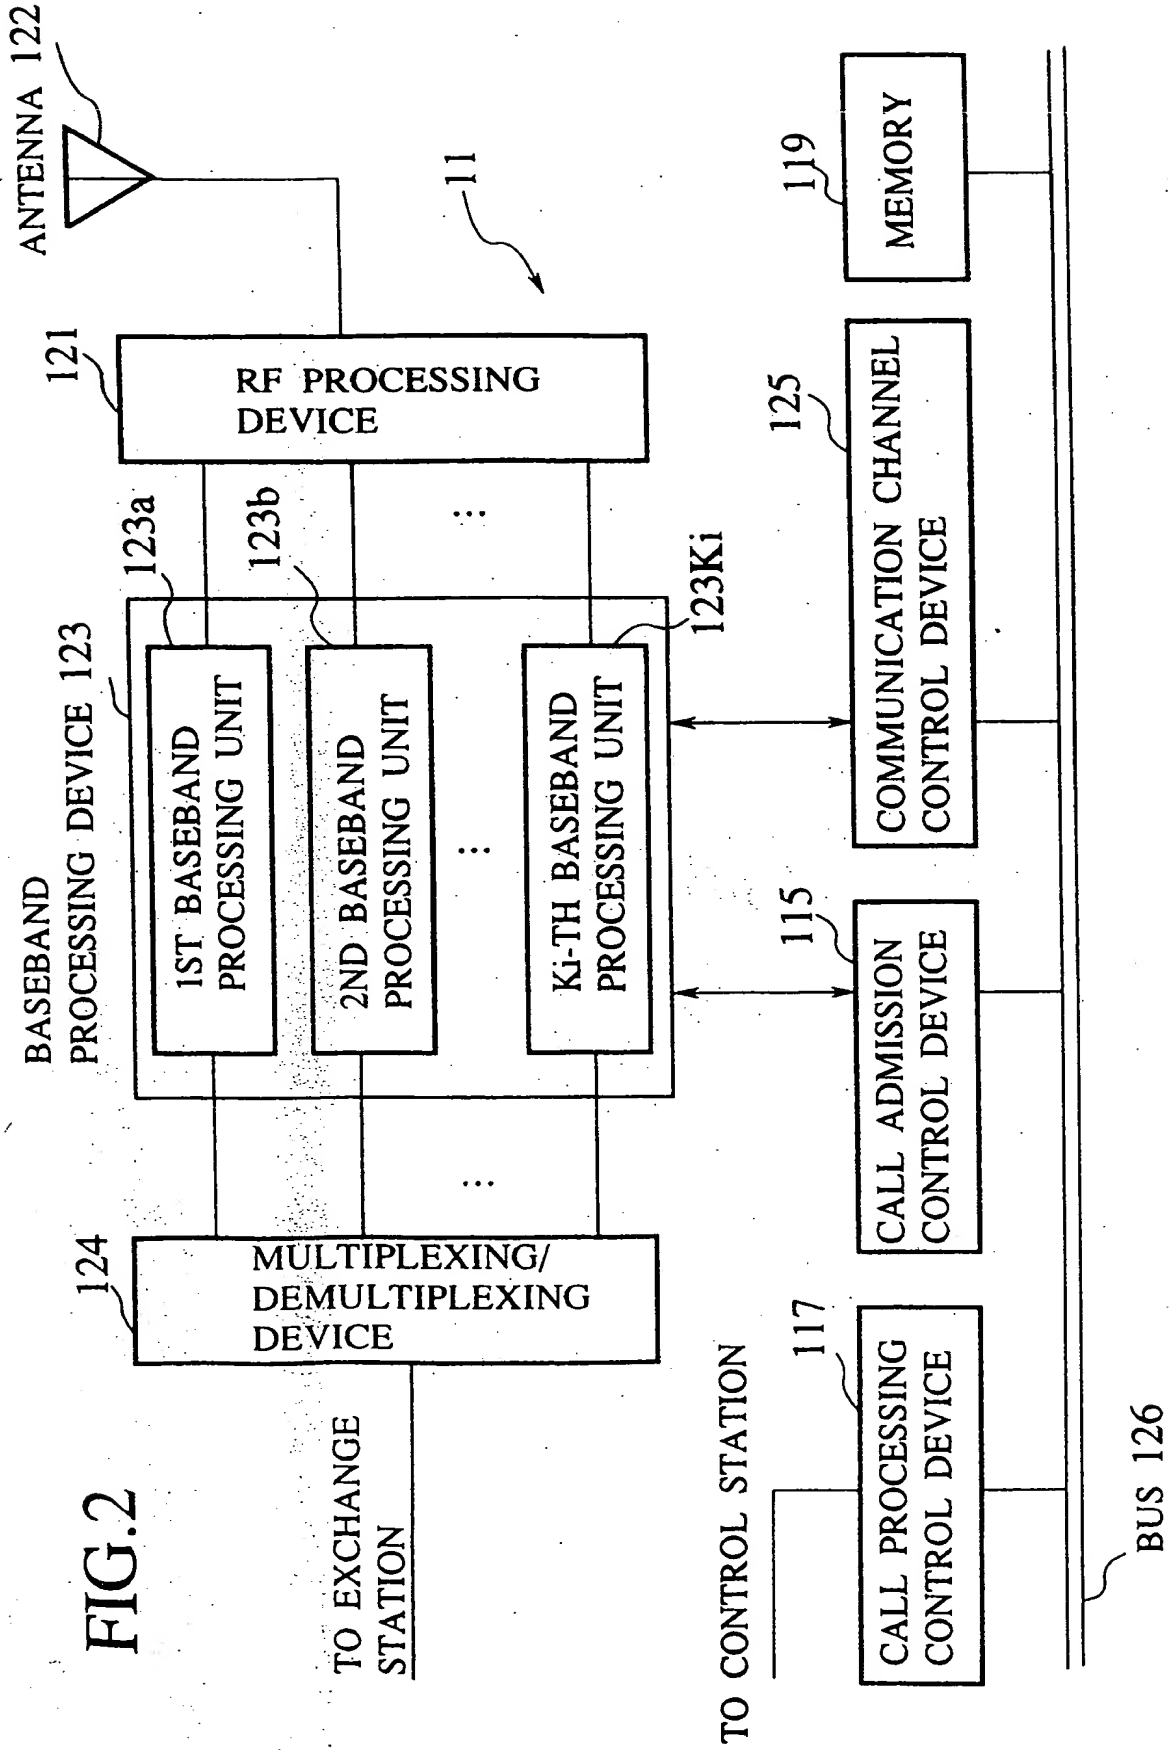 FIG.2
ANTENNA 122
121
RF PROCESSING
DEVICE
11
BASEBAND
PROCESSING DEVICE 123
123a
123b
123Ki
1ST BASEBAND
PROCESSING UNIT
2ND BASEBAND
PROCESSING UNIT
...
Ki-TH BASEBAND
PROCESSING UNIT
...
...
124
MULTIPLEXING/
DEMULTIPLEXING
DEVICE
TO EXCHANGE
STATION
TO CONTROL STATION
117
CALL PROCESSING
CONTROL DEVICE
115
CALL ADMISSION
CONTROL DEVICE
125
COMMUNICATION CHANNEL
CONTROL DEVICE
119
MEMORY
BUS 126